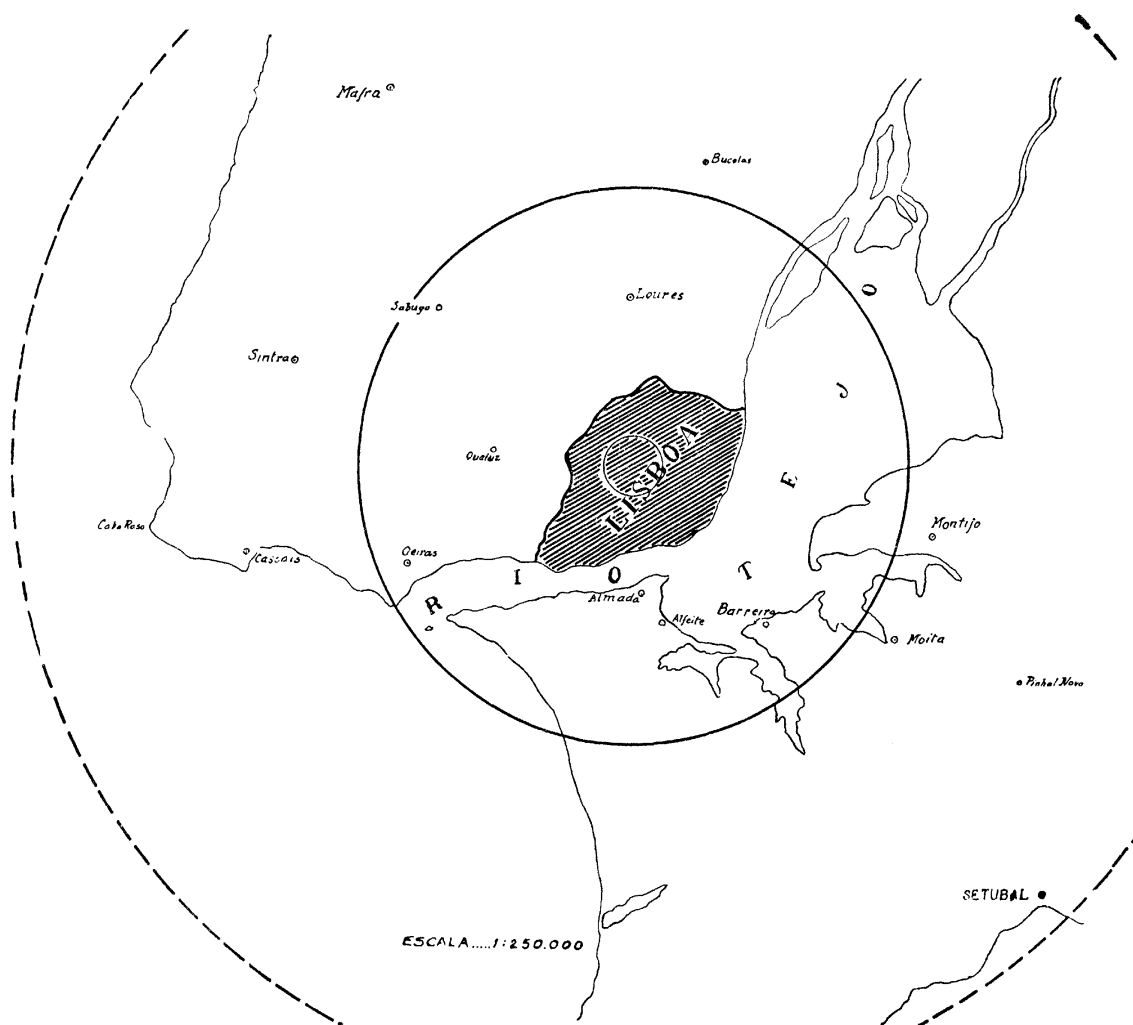 Mafra
Bucelas
Loures
Sabugo
Sintra
Queluz
LISBOA
Cabo Raso
Cascais
Oeiras
RIO TEJO
Montijo
Almada
Alfeite
Barreiro
Moita
Pinhal Novo
SETUBAL
ESCALA.....1:250.000